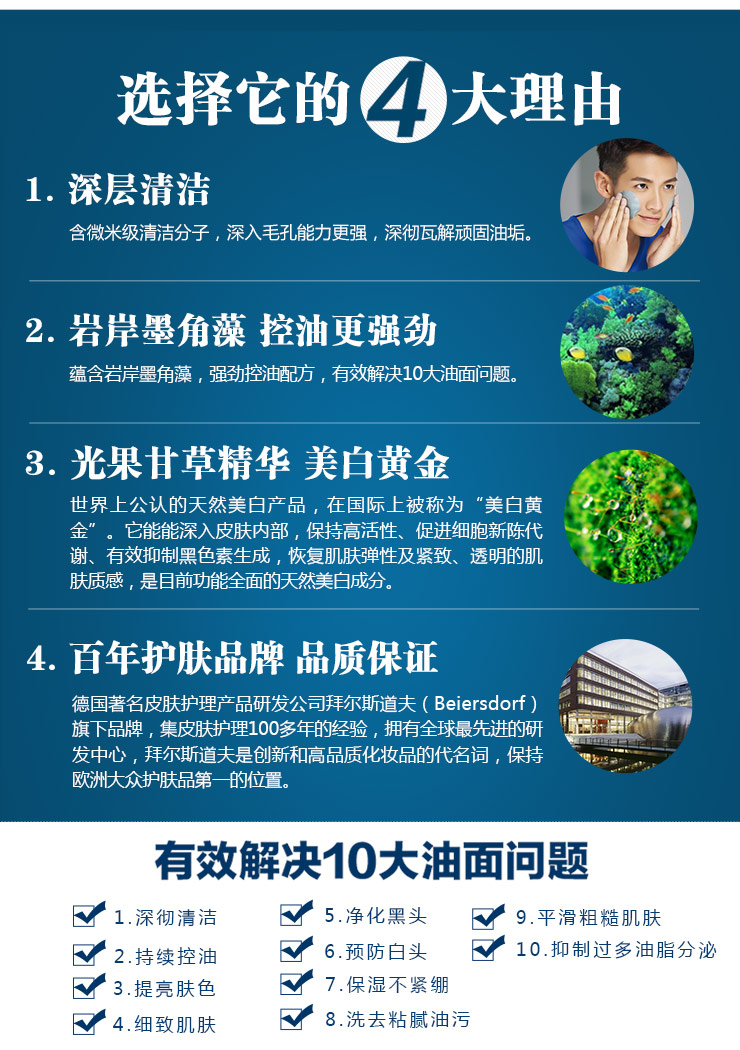 选择它的4大理由
1. 深层清洁
含微米级清洁分子，深入毛孔能力更强，深彻瓦解顽固油垢。
2. 岩岸墨角藻 控油更强劲
蕴含岩岸墨角藻，强劲控油配方，有效解决10大油面问题。
3. 光果甘草精华 美白黄金
世界上公认的天然美白产品，在国际上被称为“美白黄
金”。它能能深入皮肤内部，保持高活性、促进细胞新陈代
谢、有效抑制黑色素生成，恢复肌肤弹性及紧致、透明的肌
肤质感，是目前功能全面的天然美白成分。
4. 百年护肤品牌 品质保证
德国著名皮肤护理产品研发公司拜尔斯道夫（Beiersdorf）
旗下品牌，集皮肤护理100多年的经验，拥有全球最先进的研
发中心，拜尔斯道夫是创新和高品质化妆品的代名词，保持
欧洲大众护肤品第一的位置。
有效解决10大油面问题
1.深彻清洁
2.持续控油
3.提亮肤色
4.细致肌肤
5.净化黑头
6.预防白头
7.保湿不紧绷
8.洗去粘腻油污
9.平滑粗糙肌肤
10.抑制过多油脂分泌